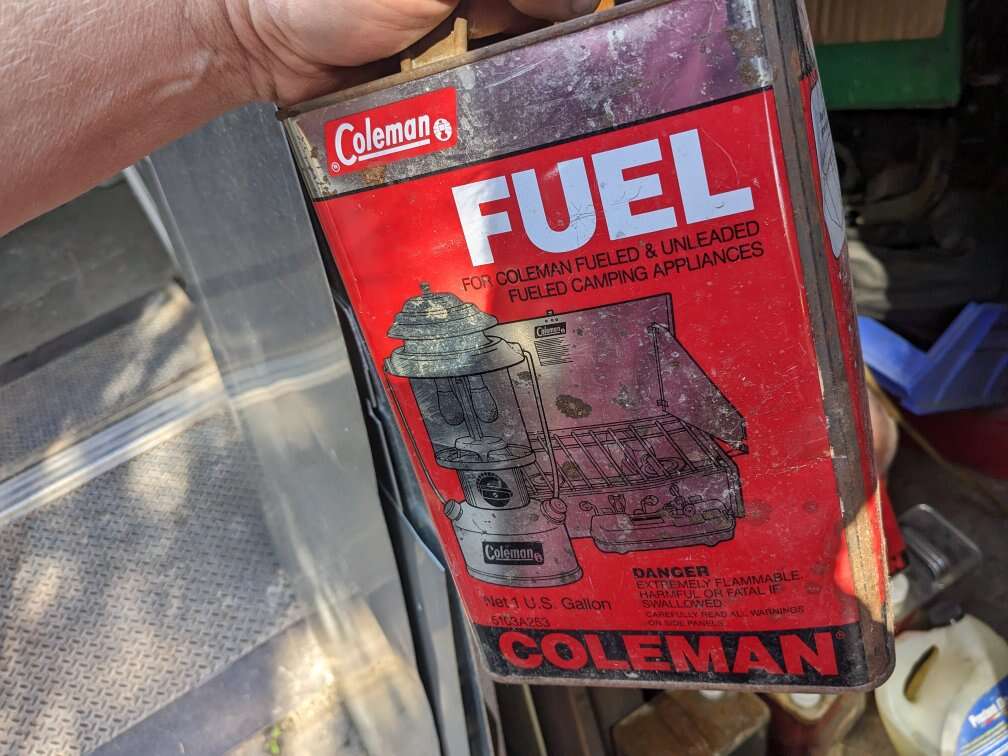 Coleman
FUEL
FOR COLEMAN FUELED & UNLEADED
FUELED CAMPING APPLIANCES
Coleman
Coleman
DANGER
EXTREMELY FLAMMABLE.
HARMFUL OR FATAL IF
SWALLOWED.
CAREFULLY READ ALL WARNINGS
ON SIDE PANELS
Net 1 U.S. Gallon
5103A253
COLEMAN®